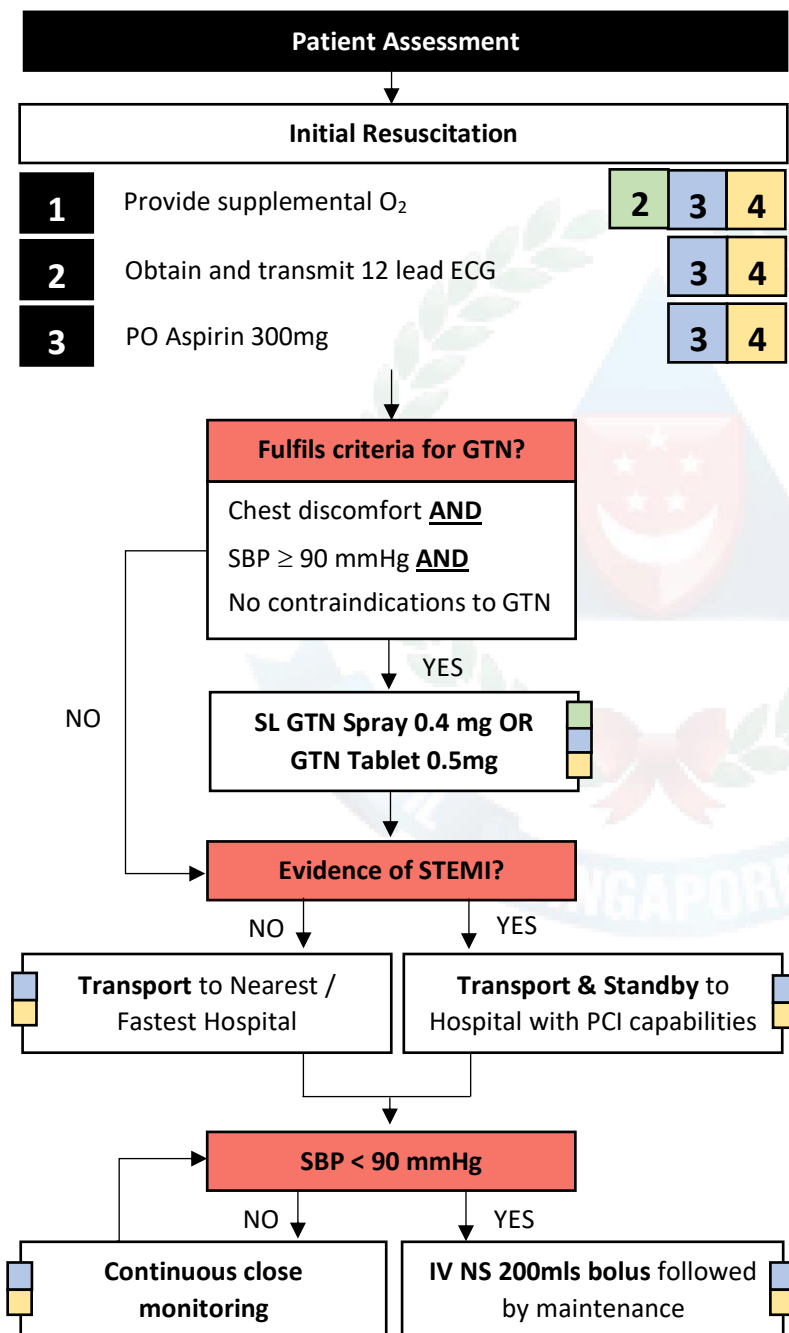 Patient Assessment
Initial Resuscitation
1 Provide supplemental O₂ 2 3 4
2 Obtain and transmit 12 lead ECG 3 4
3 PO Aspirin 300mg 3 4
Fulfils criteria for GTN?
Chest discomfort AND
SBP ≥ 90 mmHg AND
No contraindications to GTN
YES
NO
SL GTN Spray 0.4 mg OR
GTN Tablet 0.5mg
Evidence of STEMI?
NO
YES
Transport to Nearest /
Fastest Hospital
Transport & Standby to
Hospital with PCI capabilities
SBP < 90 mmHg
NO
YES
Continuous close
monitoring
IV NS 200mls bolus followed
by maintenance